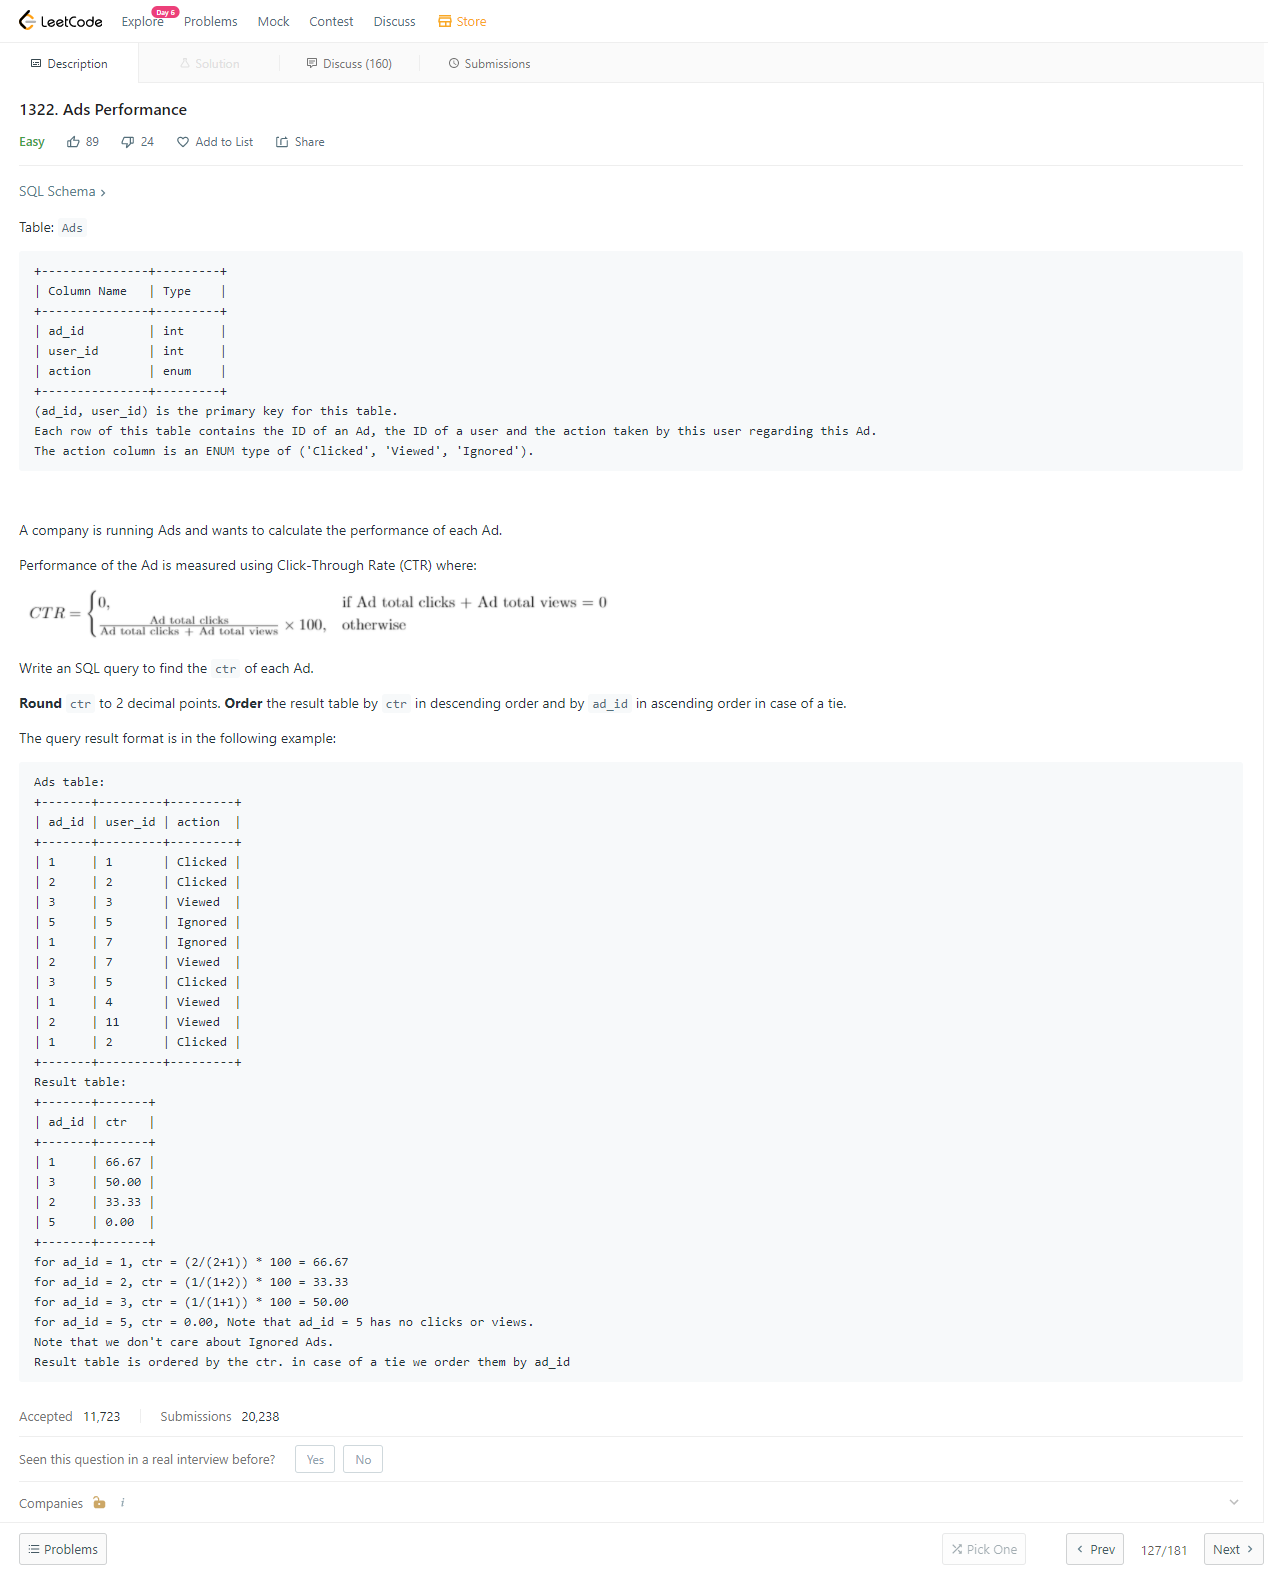 LeetCode Explore Day 6 Problems Mock Contest Discuss Store
Description Solution Discuss (160) Submissions
1322. Ads Performance
Easy 89 24 Add to List Share
SQL Schema >
Table: Ads
+---------------+---------+
| Column Name   | Type    |
+---------------+---------+
| ad_id         | int     |
| user_id       | int     |
| action        | enum    |
+---------------+---------+
(ad_id, user_id) is the primary key for this table.
Each row of this table contains the ID of an Ad, the ID of a user and the action taken by this user regarding this Ad.
The action column is an ENUM type of ('Clicked', 'Viewed', 'Ignored').
A company is running Ads and wants to calculate the performance of each Ad.
Performance of the Ad is measured using Click-Through Rate (CTR) where:
CTR = { 0, if Ad total clicks + Ad total views = 0
Ad total clicks / Ad total clicks + Ad total views × 100, otherwise
Write an SQL query to find the ctr of each Ad.
Round ctr to 2 decimal points. Order the result table by ctr in descending order and by ad_id in ascending order in case of a tie.
The query result format is in the following example:
Ads table:
+-------+---------+---------+
| ad_id | user_id | action  |
+-------+---------+---------+
| 1     | 1       | Clicked |
| 2     | 2       | Clicked |
| 3     | 3       | Viewed  |
| 5     | 5       | Ignored |
| 1     | 7       | Ignored |
| 2     | 7       | Viewed  |
| 3     | 5       | Clicked |
| 1     | 4       | Viewed  |
| 2     | 11      | Viewed  |
| 1     | 2       | Clicked |
+-------+---------+---------+
Result table:
+-------+-------+
| ad_id | ctr   |
+-------+-------+
| 1     | 66.67 |
| 3     | 50.00 |
| 2     | 33.33 |
| 5     | 0.00  |
+-------+-------+
for ad_id = 1, ctr = (2/(2+1)) * 100 = 66.67
for ad_id = 2, ctr = (1/(1+2)) * 100 = 33.33
for ad_id = 3, ctr = (1/(1+1)) * 100 = 50.00
for ad_id = 5, ctr = 0.00, Note that ad_id = 5 has no clicks or views.
Note that we don't care about Ignored Ads.
Result table is ordered by the ctr. in case of a tie we order them by ad_id
Accepted 11,723 Submissions 20,238
Seen this question in a real interview before? Yes No
Companies i
Problems Pick One < Prev 127/181 Next >